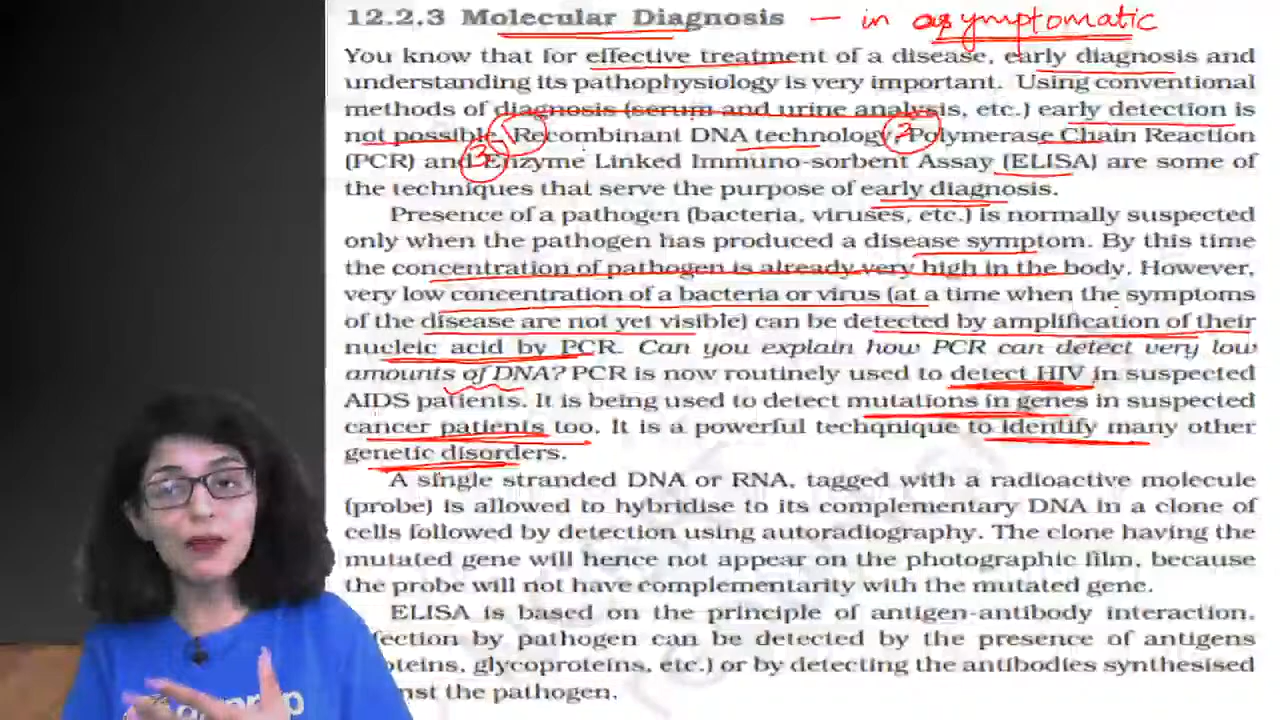 12.2.3 Molecular Diagnosis — in asymptomatic
You know that for effective treatment of a disease, early diagnosis and
understanding its pathophysiology is very important. Using conventional
methods of diagnosis (serum and urine analysis, etc.) early detection is
not possible. 1 Recombinant DNA technology, 2 Polymerase Chain Reaction
(PCR) and 3 Enzyme Linked Immuno-sorbent Assay (ELISA) are some of
the techniques that serve the purpose of early diagnosis.
Presence of a pathogen (bacteria, viruses, etc.) is normally suspected
only when the pathogen has produced a disease symptom. By this time
the concentration of pathogen is already very high in the body. However,
very low concentration of a bacteria or virus (at a time when the symptoms
of the disease are not yet visible) can be detected by amplification of their
nucleic acid by PCR. Can you explain how PCR can detect very low
amounts of DNA? PCR is now routinely used to detect HIV in suspected
AIDS patients. It is being used to detect mutations in genes in suspected
cancer patients too. It is a powerful techqnique to identify many other
genetic disorders.
A single stranded DNA or RNA, tagged with a radioactive molecule
(probe) is allowed to hybridise to its complementary DNA in a clone of
cells followed by detection using autoradiography. The clone having the
mutated gene will hence not appear on the photographic film, because
the probe will not have complementarity with the mutated gene.
ELISA is based on the principle of antigen-antibody interaction.
fection by pathogen can be detected by the presence of antigens
oteins, glycoproteins, etc.) or by detecting the antibodies synthesised
nst the pathogen.